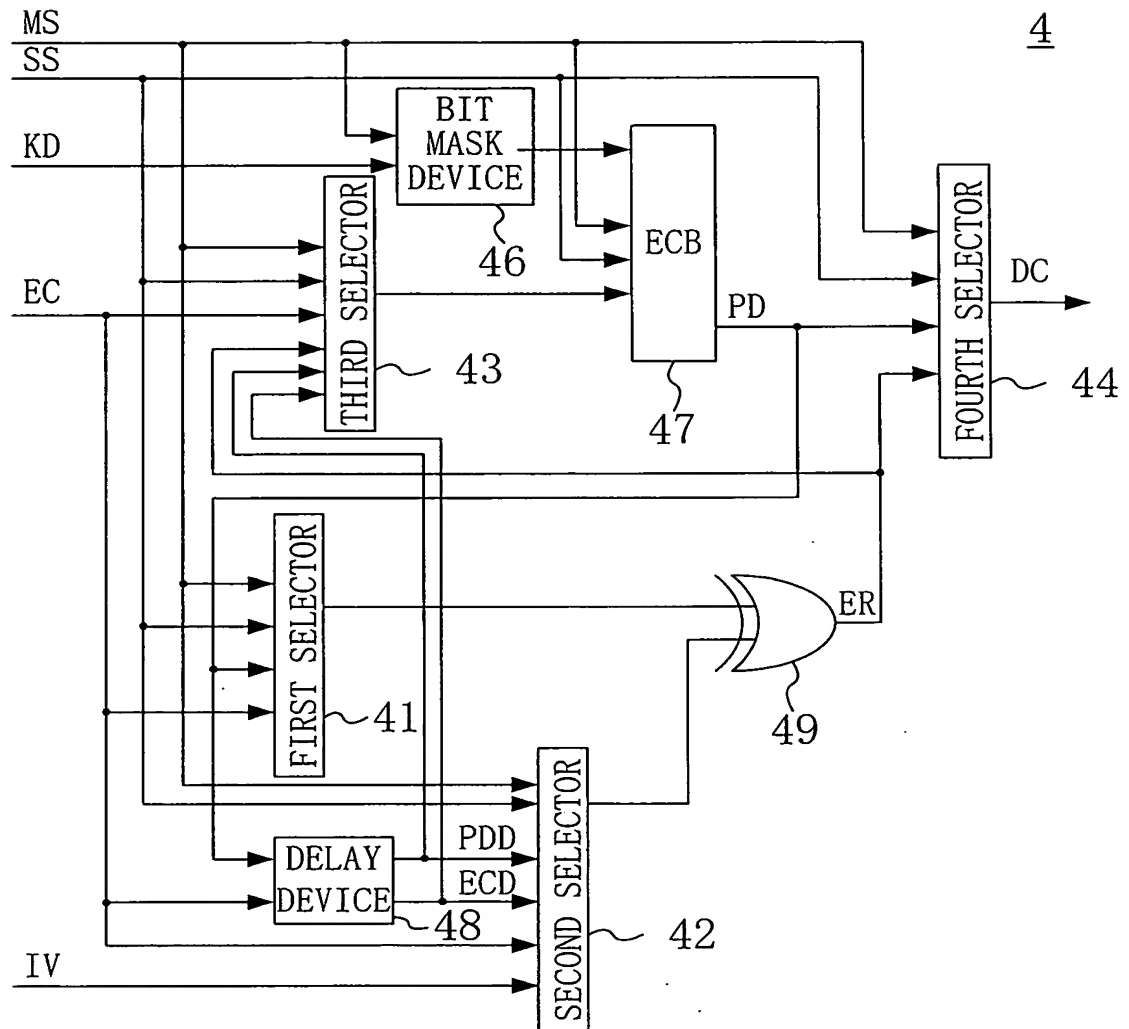 MS
4
SS
BIT
MASK
DEVICE
KD
46
THIRD SELECTOR
43
ECB
47
EC
PD
FOURTH SELECTOR
DC
44
FIRST SELECTOR
41
ER
49
SECOND SELECTOR
42
DELAY
DEVICE
48
PDD
ECD
IV